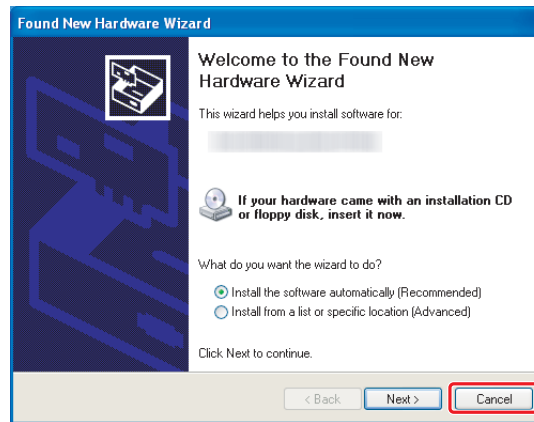 Found New Hardware Wizard
Welcome to the Found New
Hardware Wizard
This wizard helps you install software for:
If your hardware came with an installation CD
or floppy disk, insert it now.
What do you want the wizard to do?
Install the software automatically (Recommended)
Install from a list or specific location (Advanced)
Click Next to continue.
< Back Next > Cancel